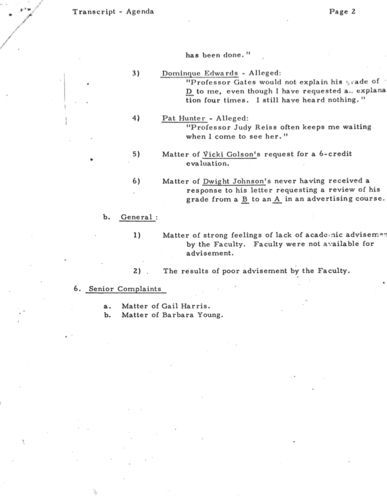 Transcript - Agenda Page 2
has been done. "
3) Dominque Edwards - Alleged:
"Professor Gates would not explain his grade of
D to me, even though I have requested a.. explana
tion four times. I still have heard nothing. "
4) Pat Hunter - Alleged:
"Professor Judy Reiss often keeps me waiting
when I come to see her. "
5) Matter of Vicki Golson's request for a 6-credit
evaluation.
6) Matter of Dwight Johnson's never having received a
response to his letter requesting a review of his
grade from a B to an A in an advertising course.
b. General :
1) Matter of strong feelings of lack of academic advisemen
by the Faculty. Faculty were not available for
advisement.
2) . The results of poor advisement by the Faculty.
6. Senior Complaints
a. Matter of Gail Harris.
b. Matter of Barbara Young.